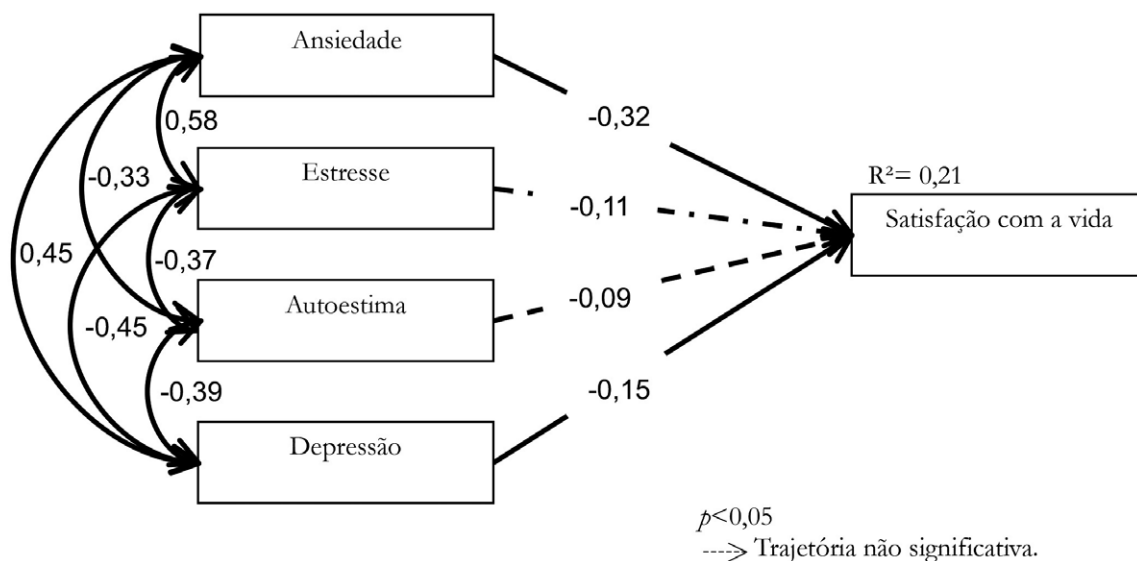 Ansiedade
0,58
-0,32
-0,33
Estresse
R²= 0,21
-0,11
Satisfação com a vida
0,45
-0,37
Autoestima
-0,09
-0,45
-0,39
-0,15
Depressão
p<0,05
Trajetória não significativa.